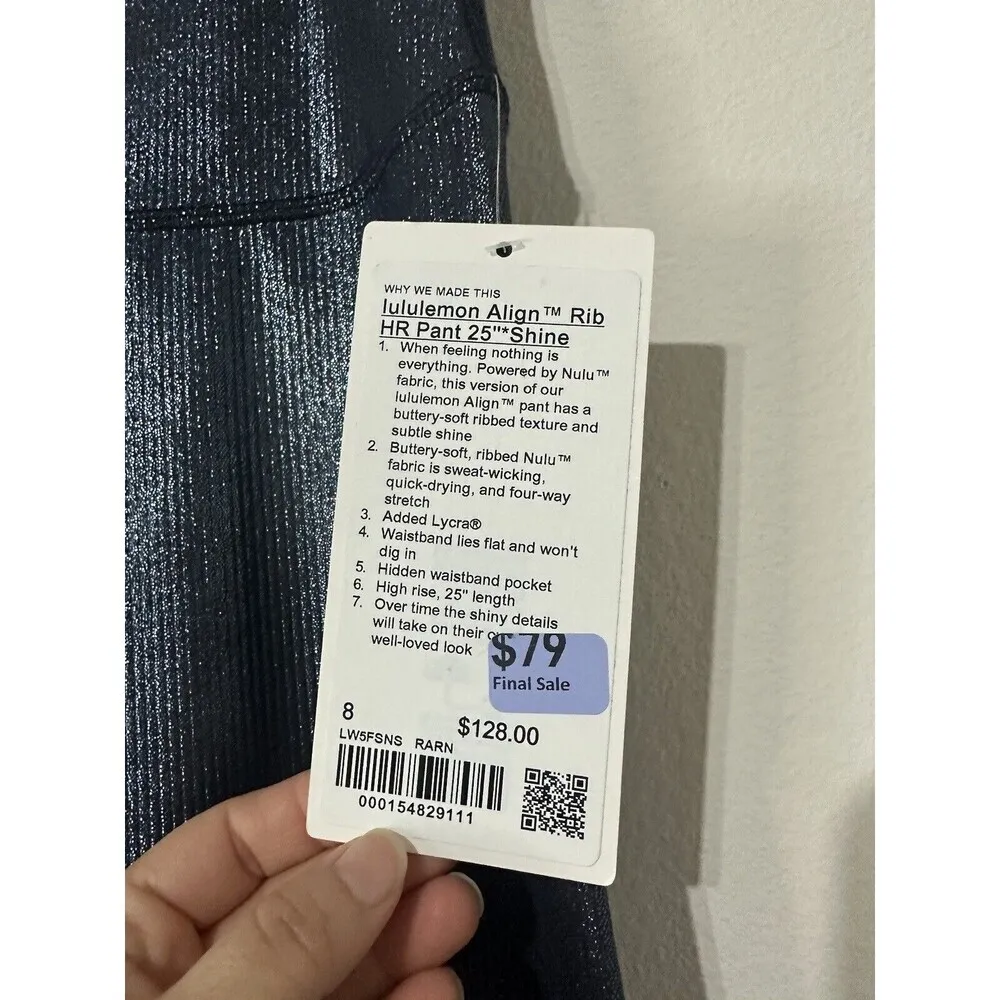 WHY WE MADE THIS
lululemon Align™ Rib
HR Pant 25"*Shine
1. When feeling nothing is
everything. Powered by Nulu™
fabric, this version of our
lululemon Align™ pant has a
buttery-soft ribbed texture and
subtle shine
2. Buttery-soft, ribbed Nulu™
fabric is sweat-wicking,
quick-drying, and four-way
stretch
3. Added Lycra®
4. Waistband lies flat and won't
dig in
5. Hidden waistband pocket
6. High rise, 25" length
7. Over time the shiny details
will take on their
well-loved look
$79
Final Sale
8
$128.00
LW5FSNS RARN
000154829111